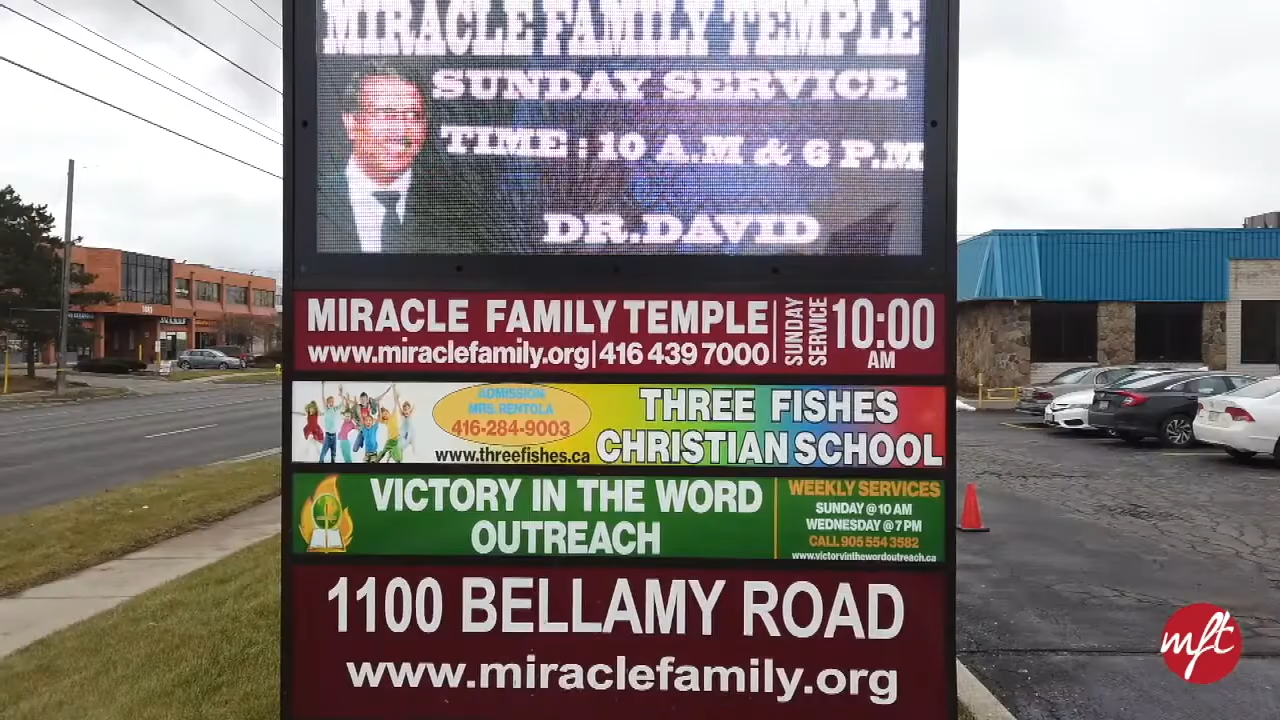 MIRACLE FAMILY TEMPLE
SUNDAY SERVICE
TIME : 10 A.M & 6 P.M
DR.DAVID
MIRACLE FAMILY TEMPLE
www.miraclefamily.org|416 439 7000
SUNDAY SERVICE
10:00
AM
ADMISSION
MRS. RENTOLA
416-284-9003
www.threefishes.ca
THREE FISHES
CHRISTIAN SCHOOL
VICTORY IN THE WORD
OUTREACH
WEEKLY SERVICES
SUNDAY @ 10 AM
WEDNESDAY @ 7 PM
CALL 905 554 3582
www.victoryinthewordoutreach.ca
1100 BELLAMY ROAD
www.miraclefamily.org
mft